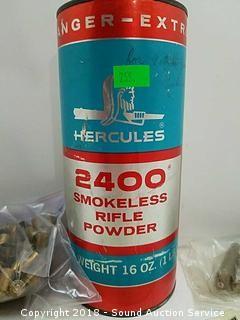 ANGER-EXTR
HERCULES
2400
SMOKELESS
RIFLE
POWDER
WEIGHT 16 OZ. (1 L
Copyright 2018 - Sound Auction Service